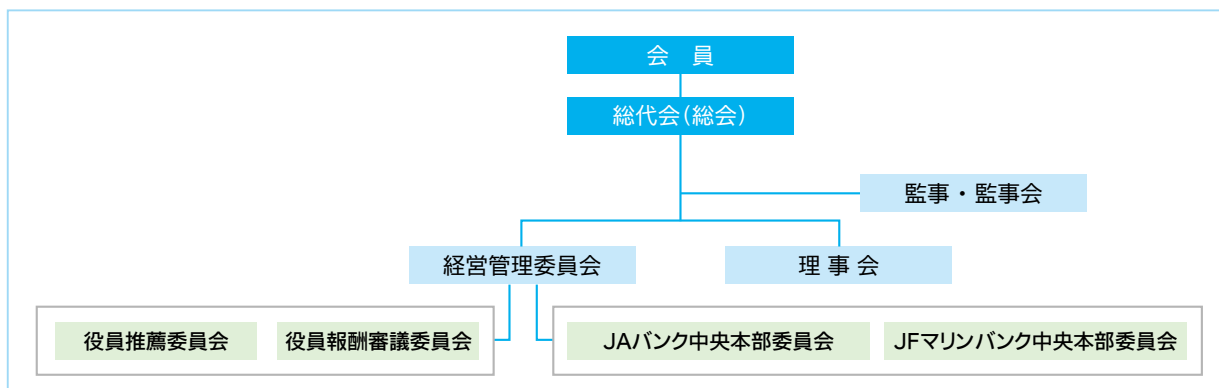 会　員
総代会（総会）
監事・監事会
経営管理委員会
理 事 会
役員推薦委員会
役員報酬審議委員会
JAバンク中央本部委員会
JFマリンバンク中央本部委員会